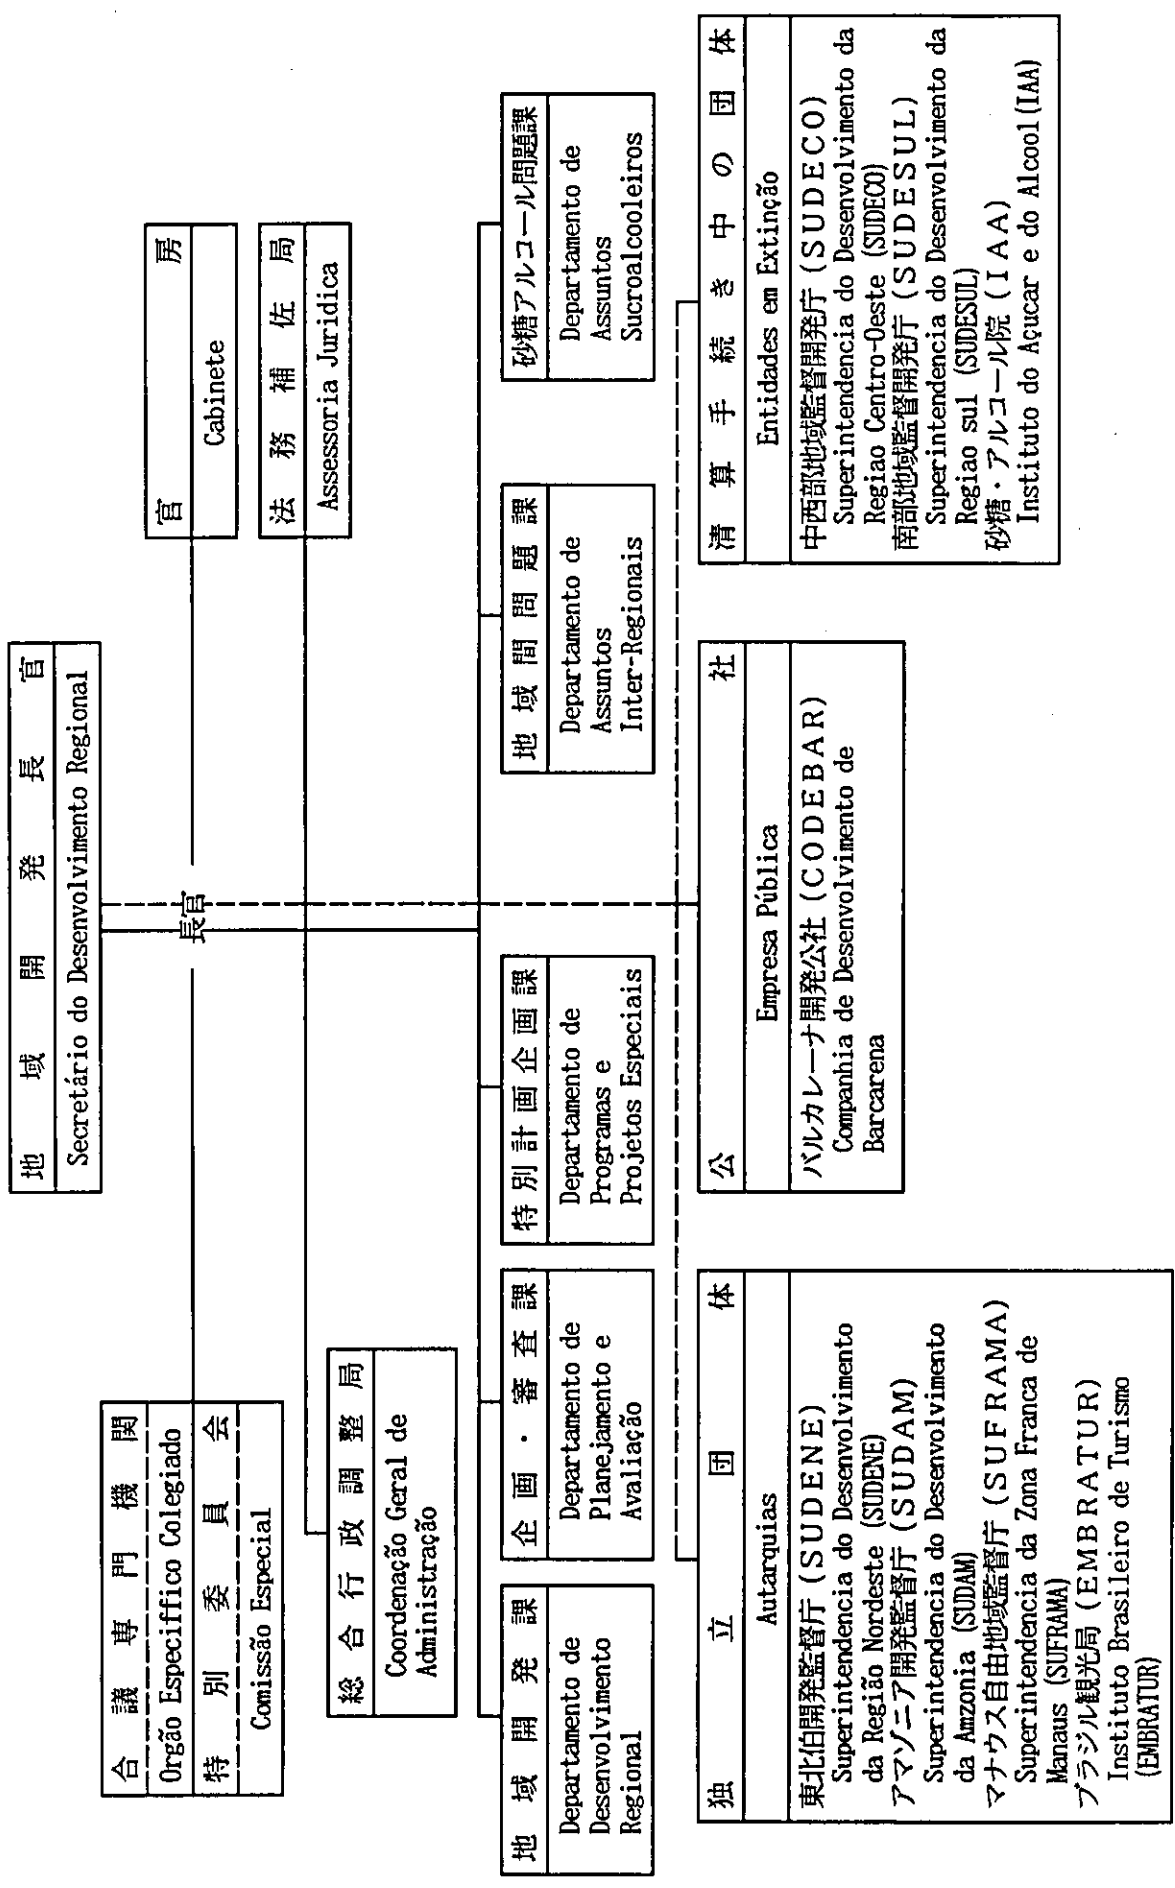 地域開発長官
Secretário do Desenvolvimento Regional
長官
合議専門機関
Orgão Especiffico Colegiado
特別委員会
Comissão Especial
官房
Cabinete
法務補佐局
Assessoria Juridica
総合行政調整局
Coordenação Geral de
Administração
地域開発課
Departamento de
Desenvolvimento
Regional
企画・審査課
Departamento de
Planejamento e
Avaliação
特別計画企画課
Departamento de
Programas e
Projetos Especiais
地域間問題課
Departamento de
Assuntos
Inter-Regionais
砂糖アルコール問題課
Departamento de
Assuntos
Sucroalcooleiros
独立団体
Autarquias
東北伯開発監督庁(SUDENE)
Superintendencia do Desenvolvimento
da Região Nordeste (SUDENE)
アマゾニア開発監督庁(SUDAM)
Superintendencia do Desenvolvimento
da Amzonia (SUDAM)
マナウス自由地域監督庁(SUFRAMA)
Superintendencia da Zona Franca de
Manaus (SUFRAMA)
ブラジル観光局(EMBRATUR)
Instituto Brasileiro de Turismo
(EMBRATUR)
公社
Empresa Pública
バルカレーナ開発公社(CODEBAR)
Companhia de Desenvolvimento de
Barcarena
清算手続き中の団体
Entidades em Extinção
中西部地域監督開発庁(SUDECO)
Superintendencia do Desenvolvimento da
Regiao Centro-Oeste (SUDECO)
南部地域監督開発庁(SUDESUL)
Superintendencia do Desenvolvimento da
Regiao sul (SUDESUL)
砂糖・アルコール院(IAA)
Instituto do Açucar e do Alcool(IAA)